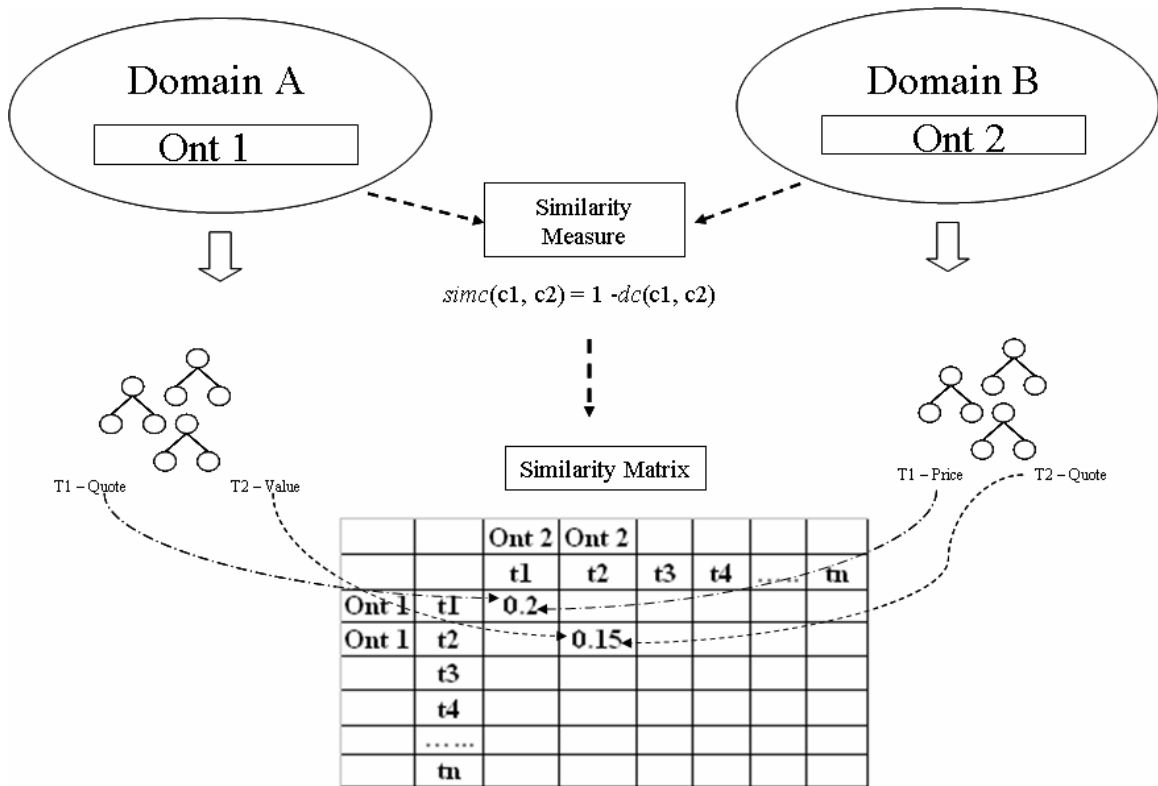 Domain A
Ont 1
Domain B
Ont 2
Similarity
Measure
simc(c1, c2) = 1 -dc(c1, c2)
Similarity Matrix
T1 – Quote
T2 – Value
T1 – Price
T2 – Quote
Ont 2 Ont 2
t1 t2 t3 t4 ...... tn
Ont 1 t1 0.2
Ont 1 t2 0.15
t3
t4
......
tn